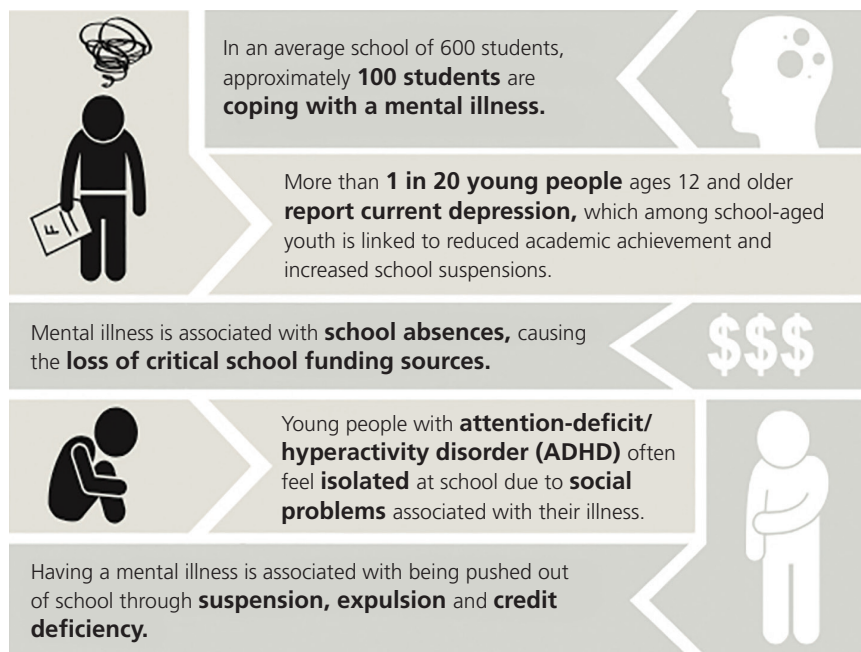 In an average school of 600 students,
approximately 100 students are
coping with a mental illness.
More than 1 in 20 young people ages 12 and older
report current depression, which among school-aged
youth is linked to reduced academic achievement and
increased school suspensions.
F
Mental illness is associated with school absences, causing
the loss of critical school funding sources.
$$$
Young people with attention-deficit/
hyperactivity disorder (ADHD) often
feel isolated at school due to social
problems associated with their illness.
Having a mental illness is associated with being pushed out
of school through suspension, expulsion and credit
deficiency.